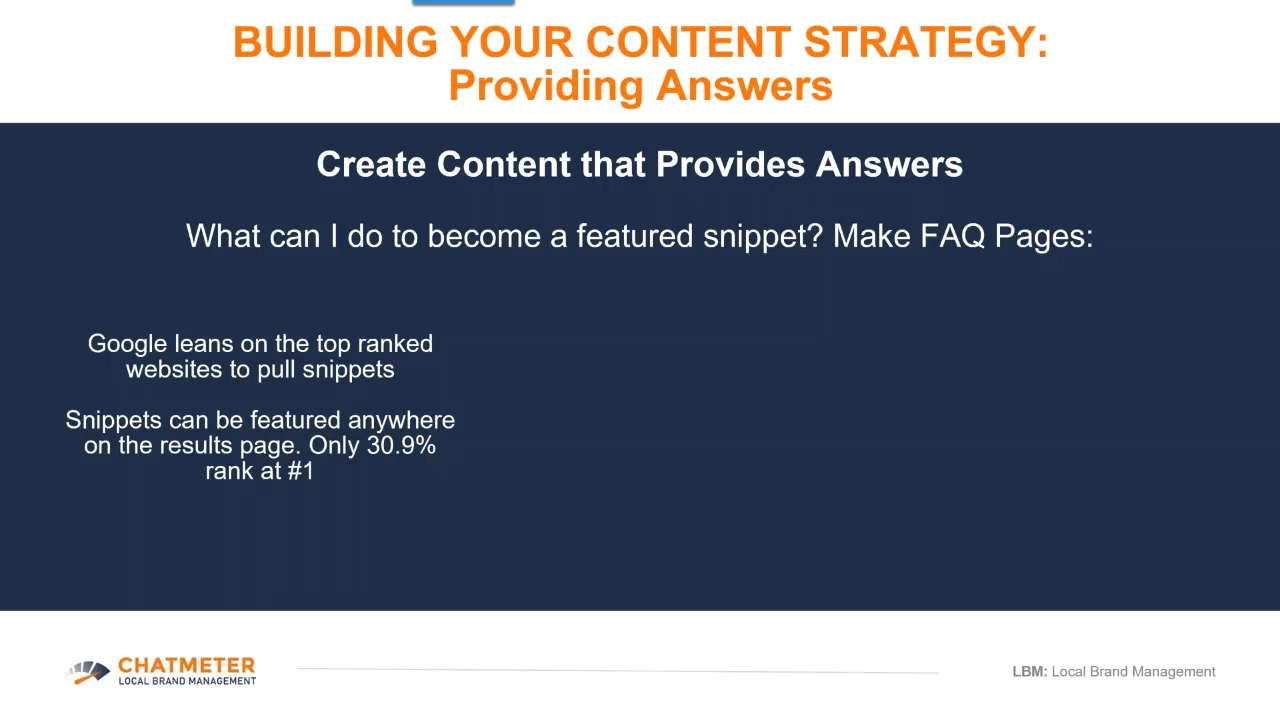 BUILDING YOUR CONTENT STRATEGY:
Providing Answers
Create Content that Provides Answers
What can I do to become a featured snippet? Make FAQ Pages:
Google leans on the top ranked
websites to pull snippets
Snippets can be featured anywhere
on the results page. Only 30.9%
rank at #1
CHATMETER
LOCAL BRAND MANAGEMENT
LBM: Local Brand Management